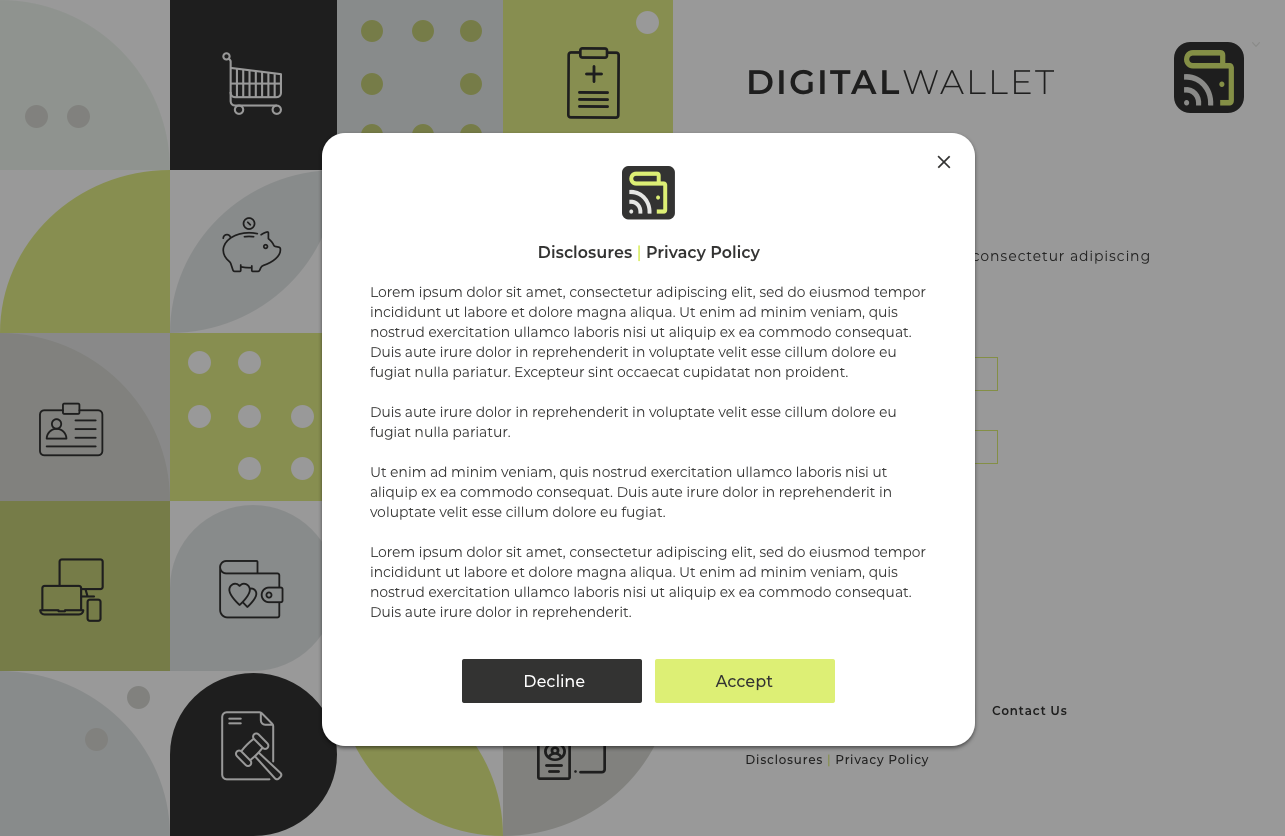 DIGITALWALLET
consectetur adipiscing
Disclosures | Privacy Policy
Lorem ipsum dolor sit amet, consectetur adipiscing elit, sed do eiusmod tempor
incididunt ut labore et dolore magna aliqua. Ut enim ad minim veniam, quis
nostrud exercitation ullamco laboris nisi ut aliquip ex ea commodo consequat.
Duis aute irure dolor in reprehenderit in voluptate velit esse cillum dolore eu
fugiat nulla pariatur. Excepteur sint occaecat cupidatat non proident.
Duis aute irure dolor in reprehenderit in voluptate velit esse cillum dolore eu
fugiat nulla pariatur.
Ut enim ad minim veniam, quis nostrud exercitation ullamco laboris nisi ut
aliquip ex ea commodo consequat. Duis aute irure dolor in reprehenderit in
voluptate velit esse cillum dolore eu fugiat.
Lorem ipsum dolor sit amet, consectetur adipiscing elit, sed do eiusmod tempor
incididunt ut labore et dolore magna aliqua. Ut enim ad minim veniam, quis
nostrud exercitation ullamco laboris nisi ut aliquip ex ea commodo consequat.
Duis aute irure dolor in reprehenderit.
Decline
Accept
Contact Us
Disclosures | Privacy Policy